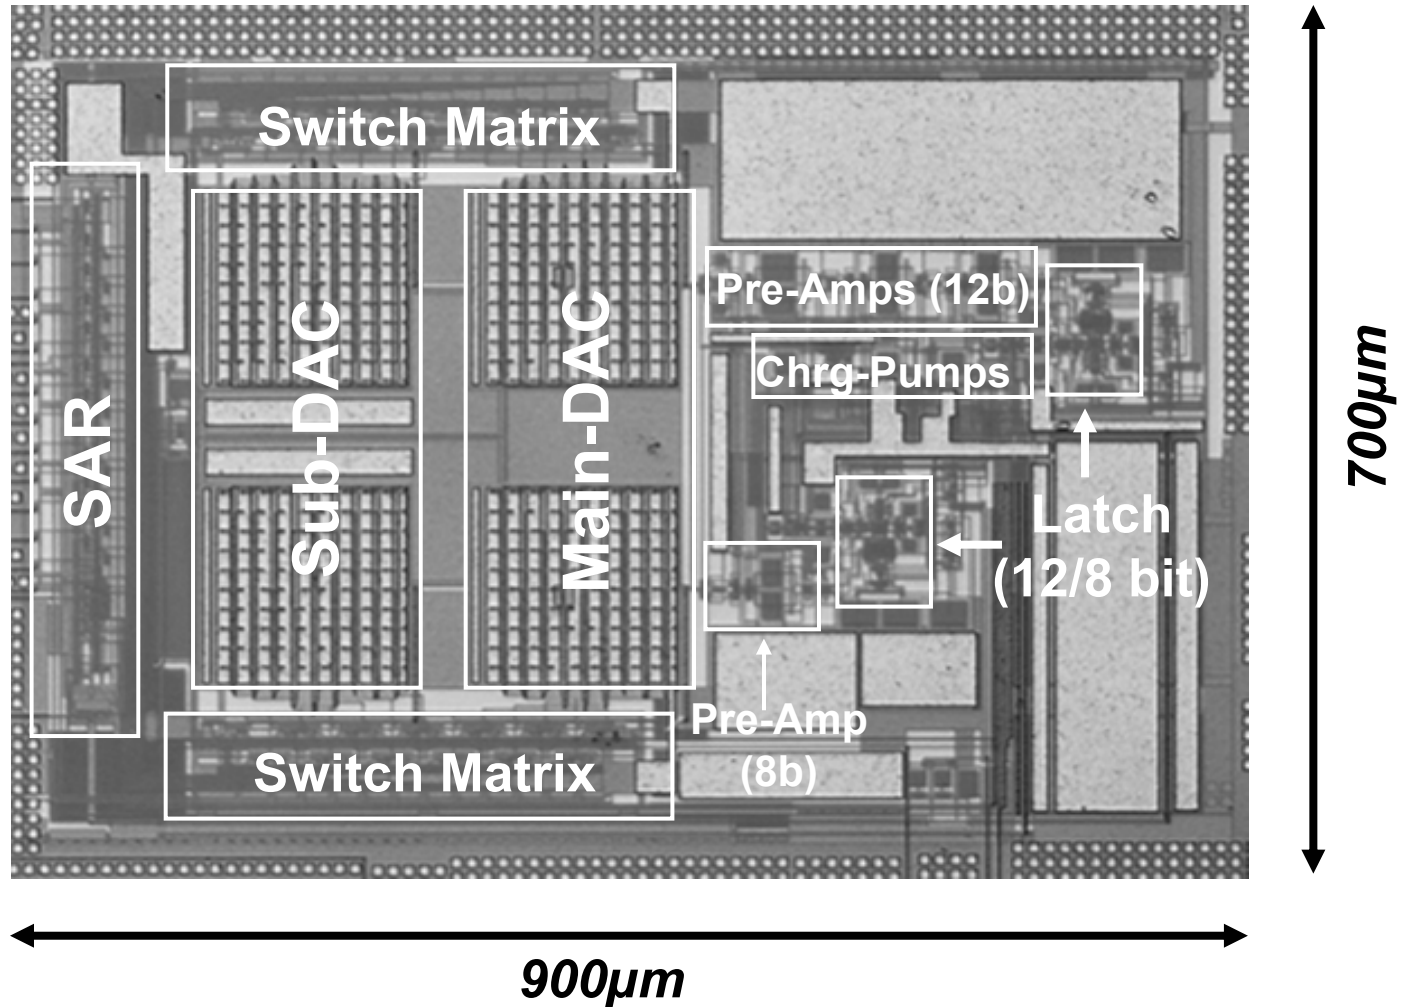 Switch Matrix
SAR
Sub-DAC
Main-DAC
Pre-Amps (12b)
Chrg-Pumps
Latch
(12/8 bit)
Pre-Amp
(8b)
Switch Matrix
700µm
900µm